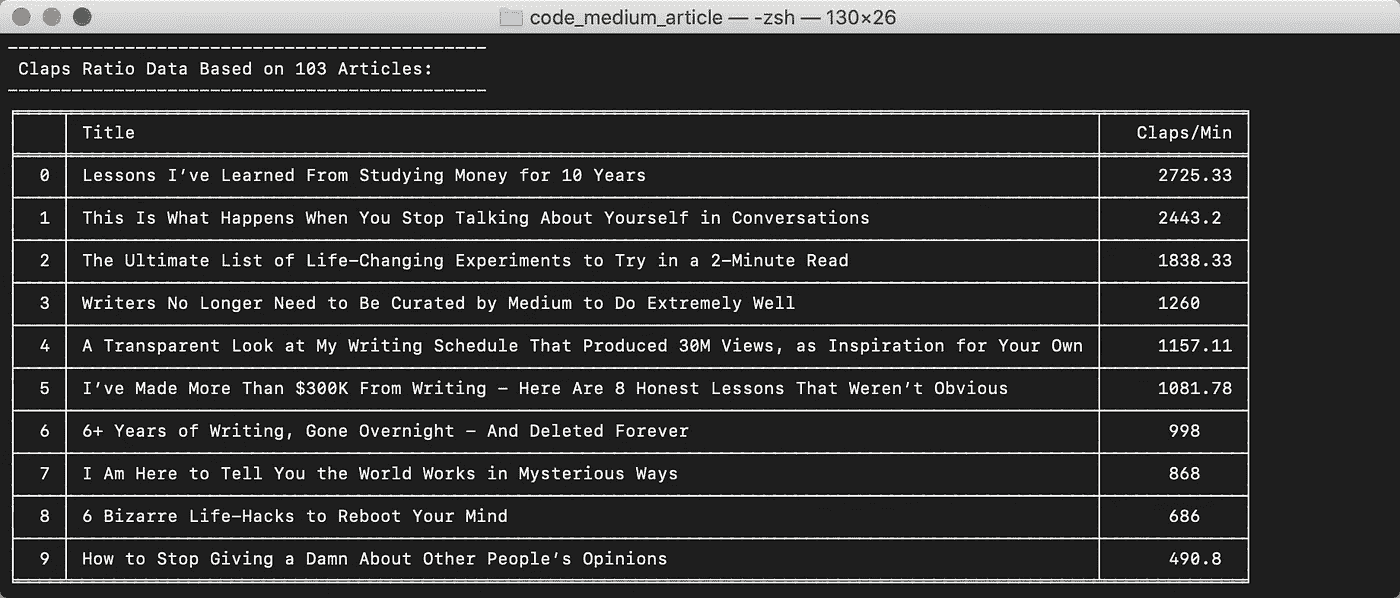 code_medium_article — -zsh — 130×26
Claps Ratio Data Based on 103 Articles:
Title Claps/Min
0 Lessons I’ve Learned From Studying Money for 10 Years 2725.33
1 This Is What Happens When You Stop Talking About Yourself in Conversations 2443.2
2 The Ultimate List of Life-Changing Experiments to Try in a 2-Minute Read 1838.33
3 Writers No Longer Need to Be Curated by Medium to Do Extremely Well 1260
4 A Transparent Look at My Writing Schedule That Produced 30M Views, as Inspiration for Your Own 1157.11
5 I’ve Made More Than $300K From Writing – Here Are 8 Honest Lessons That Weren’t Obvious 1081.78
6 6+ Years of Writing, Gone Overnight – And Deleted Forever 998
7 I Am Here to Tell You the World Works in Mysterious Ways 868
8 6 Bizarre Life-Hacks to Reboot Your Mind 686
9 How to Stop Giving a Damn About Other People’s Opinions 490.8